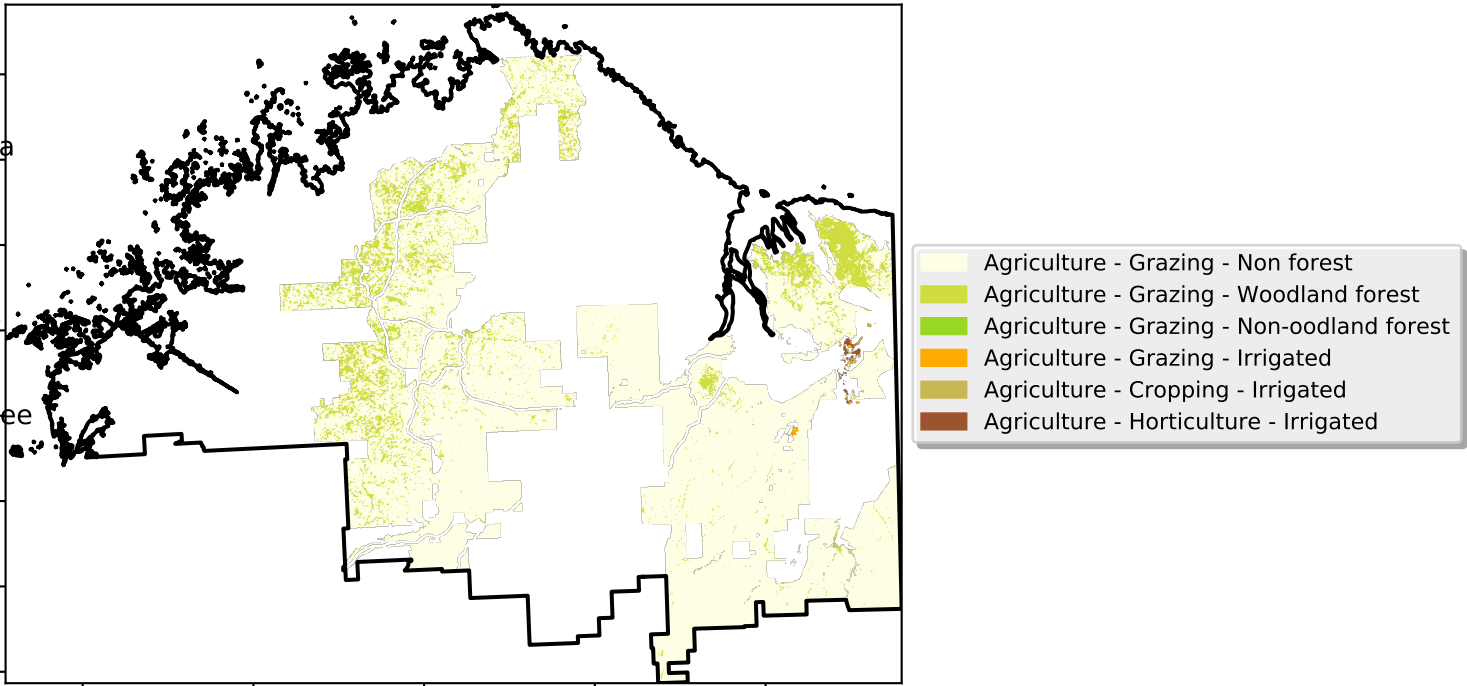 a
ee
Agriculture - Grazing - Non forest
Agriculture - Grazing - Woodland forest
Agriculture - Grazing - Non-oodland forest
Agriculture - Grazing - Irrigated
Agriculture - Cropping - Irrigated
Agriculture - Horticulture - Irrigated